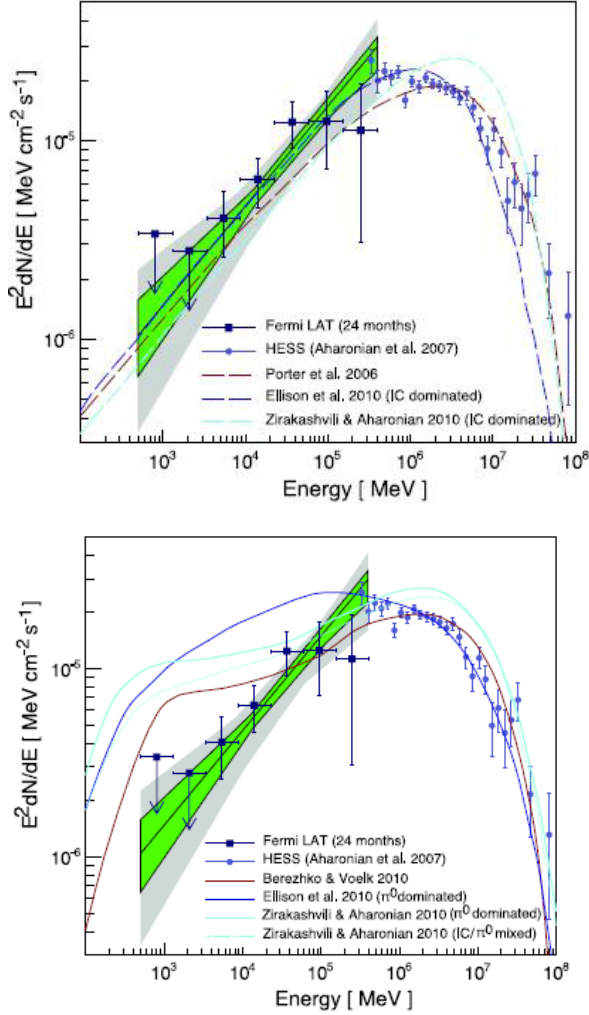 E²dN/dE [ MeV cm⁻² s⁻¹ ]
10⁻⁵
10⁻⁶
Fermi LAT (24 months)
HESS (Aharonian et al. 2007)
Porter et al. 2006
Ellison et al. 2010 (IC dominated)
Zirakashvili & Aharonian 2010 (IC dominated)
10³ 10⁴ 10⁵ 10⁶ 10⁷ 10⁸
Energy [ MeV ]
E²dN/dE [ MeV cm⁻² s⁻¹ ]
10⁻⁵
10⁻⁶
Fermi LAT (24 months)
HESS (Aharonian et al. 2007)
Berezhko & Voelk 2010
Ellison et al. 2010 (π⁰dominated)
Zirakashvili & Aharonian 2010 (π⁰ dominated)
Zirakashvili & Aharonian 2010 (IC/π⁰ mixed)
10³ 10⁴ 10⁵ 10⁶ 10⁷ 10⁸
Energy [ MeV ]